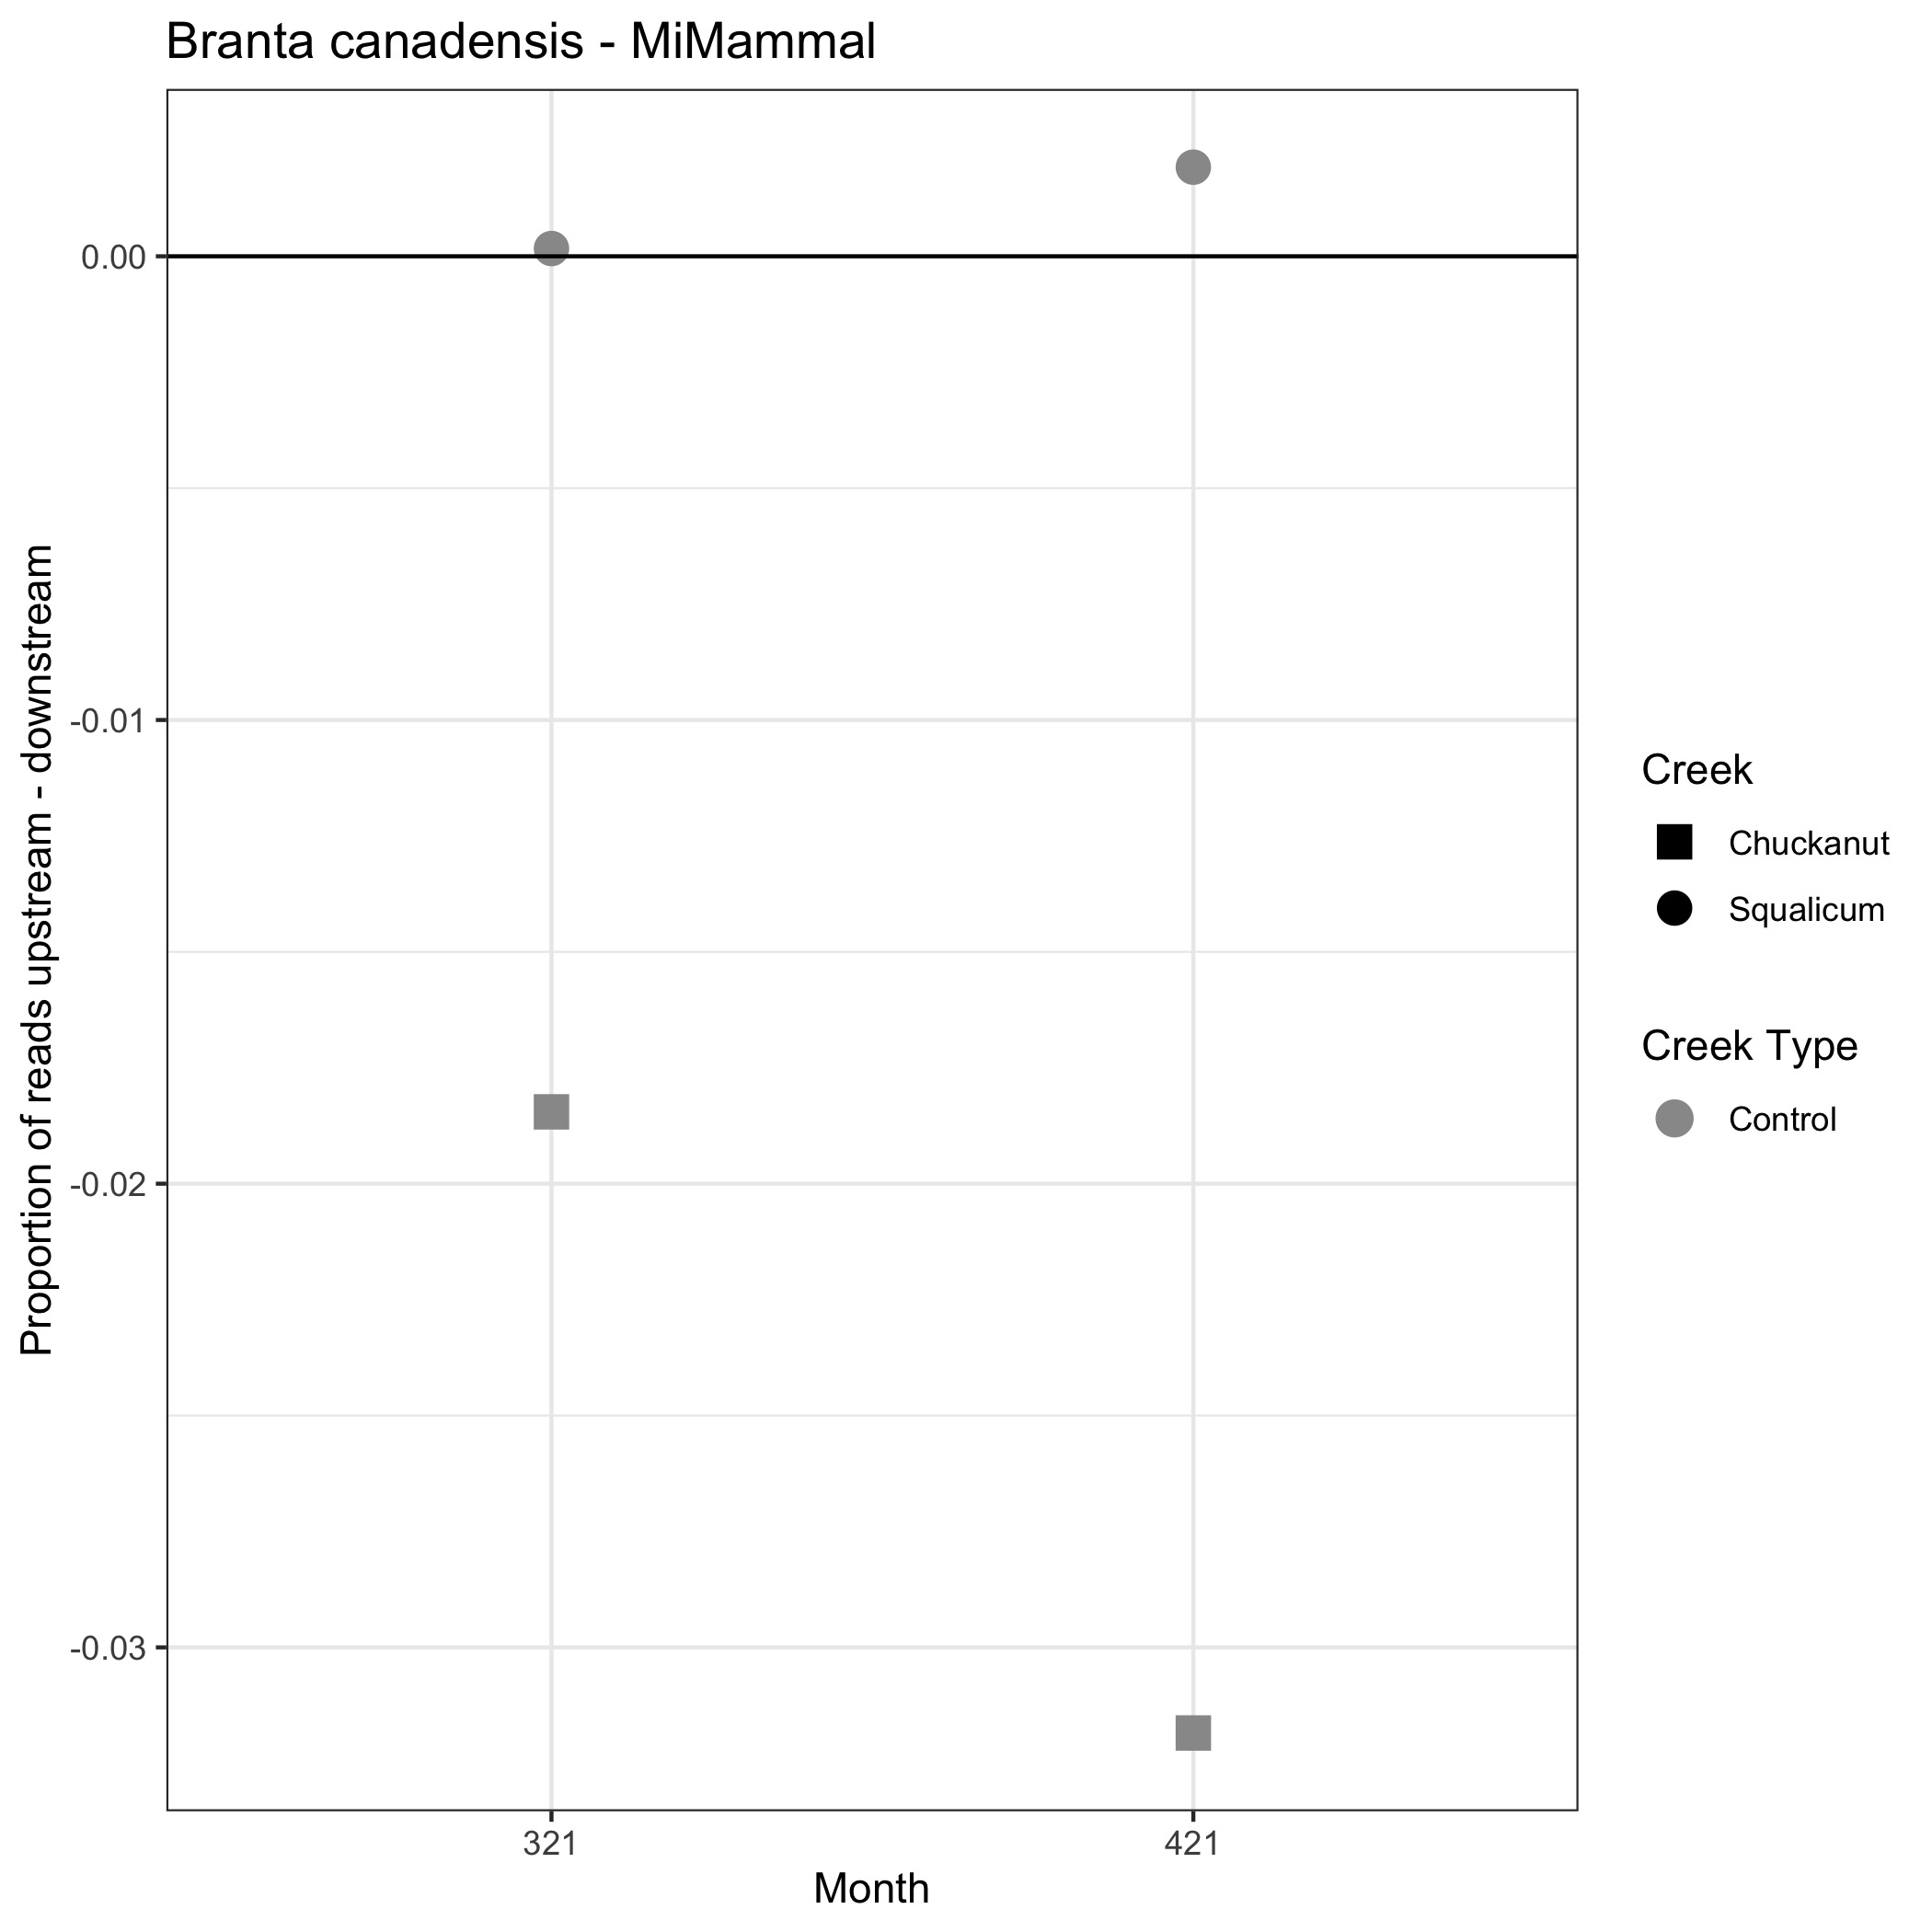 Branta canadensis - MiMammal
Proportion of reads upstream - downstream
0.00
-0.01
-0.02
-0.03
321
421
Month
Creek
Chuckanut
Squalicum
Creek Type
Control